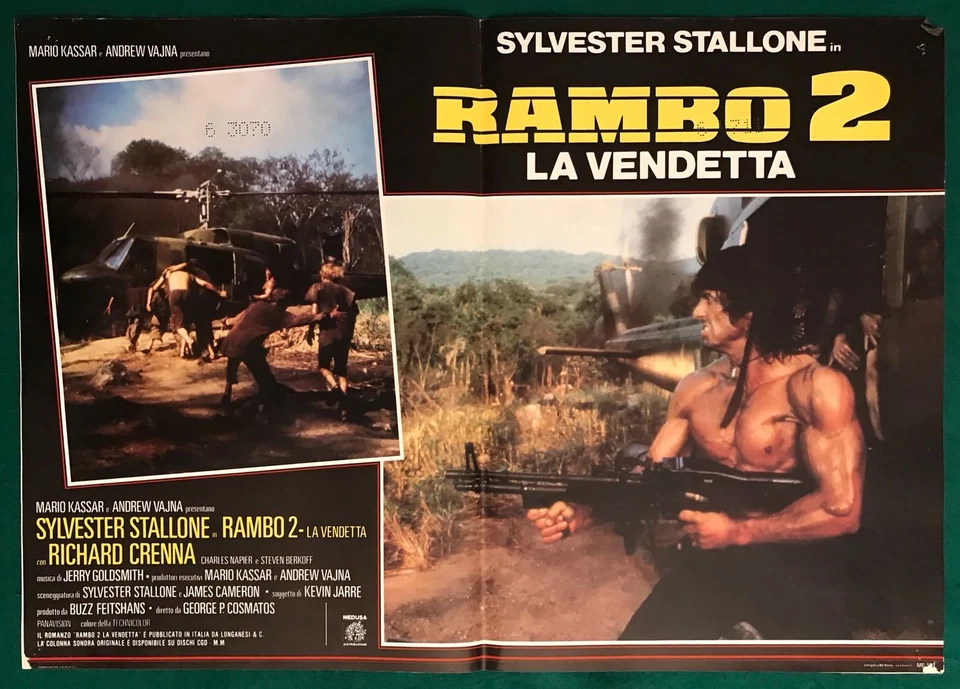 MARIO KASSAR e ANDREW VAJNA presentano
SYLVESTER STALLONE in
RAMBO 2
LA VENDETTA
6 3070
MARIO KASSAR e ANDREW VAJNA presentano
SYLVESTER STALLONE in RAMBO 2- LA VENDETTA
con RICHARD CRENNA CHARLES NAPIER e STEVEN BERKOFF
musica di JERRY GOLDSMITH • produttori esecutivi MARIO KASSAR e ANDREW VAJNA
sceneggiatura di SYLVESTER STALLONE e JAMES CAMERON • soggetto di KEVIN JARRE
prodotto da BUZZ FEITSHANS • diretto da GEORGE P. COSMATOS
PANAVISION colore della TECHNICOLOR
IL ROMANZO "RAMBO 2 LA VENDETTA" È PUBBLICATO IN ITALIA DA LONGANESI & C.
LA COLONNA SONORA ORIGINALE È DISPONIBILE SU DISCHI CGD - M.M.
MEDUSA
DISTRIBUZIONE